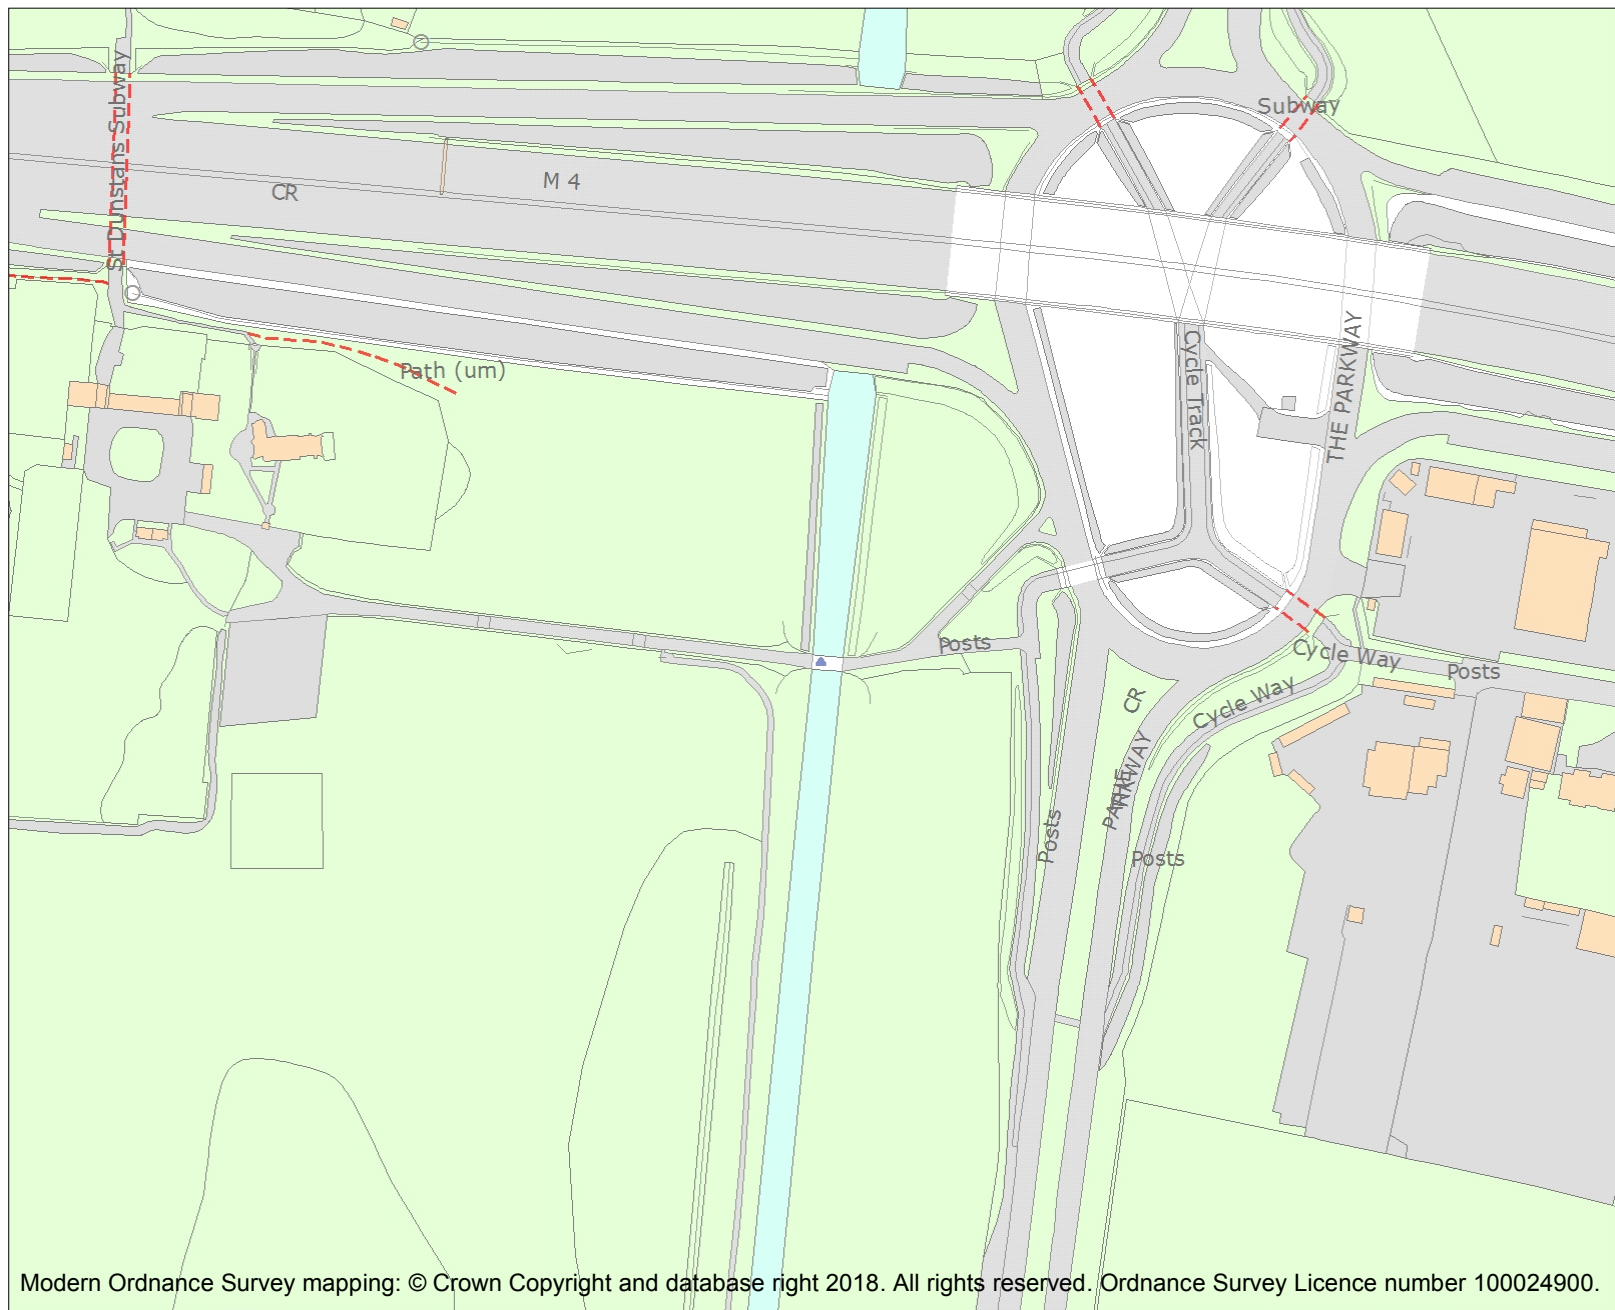 St Dunstans Subway
Subway
M 4
CR
Path (um)
Cycle Track
THE PARKWAY
Posts
Cycle Way
Posts
Cycle Way
CR
PARKWAY
THE
Posts
Posts
Modern Ordnance Survey mapping: © Crown Copyright and database right 2018. All rights reserved. Ordnance Survey Licence number 100024900.